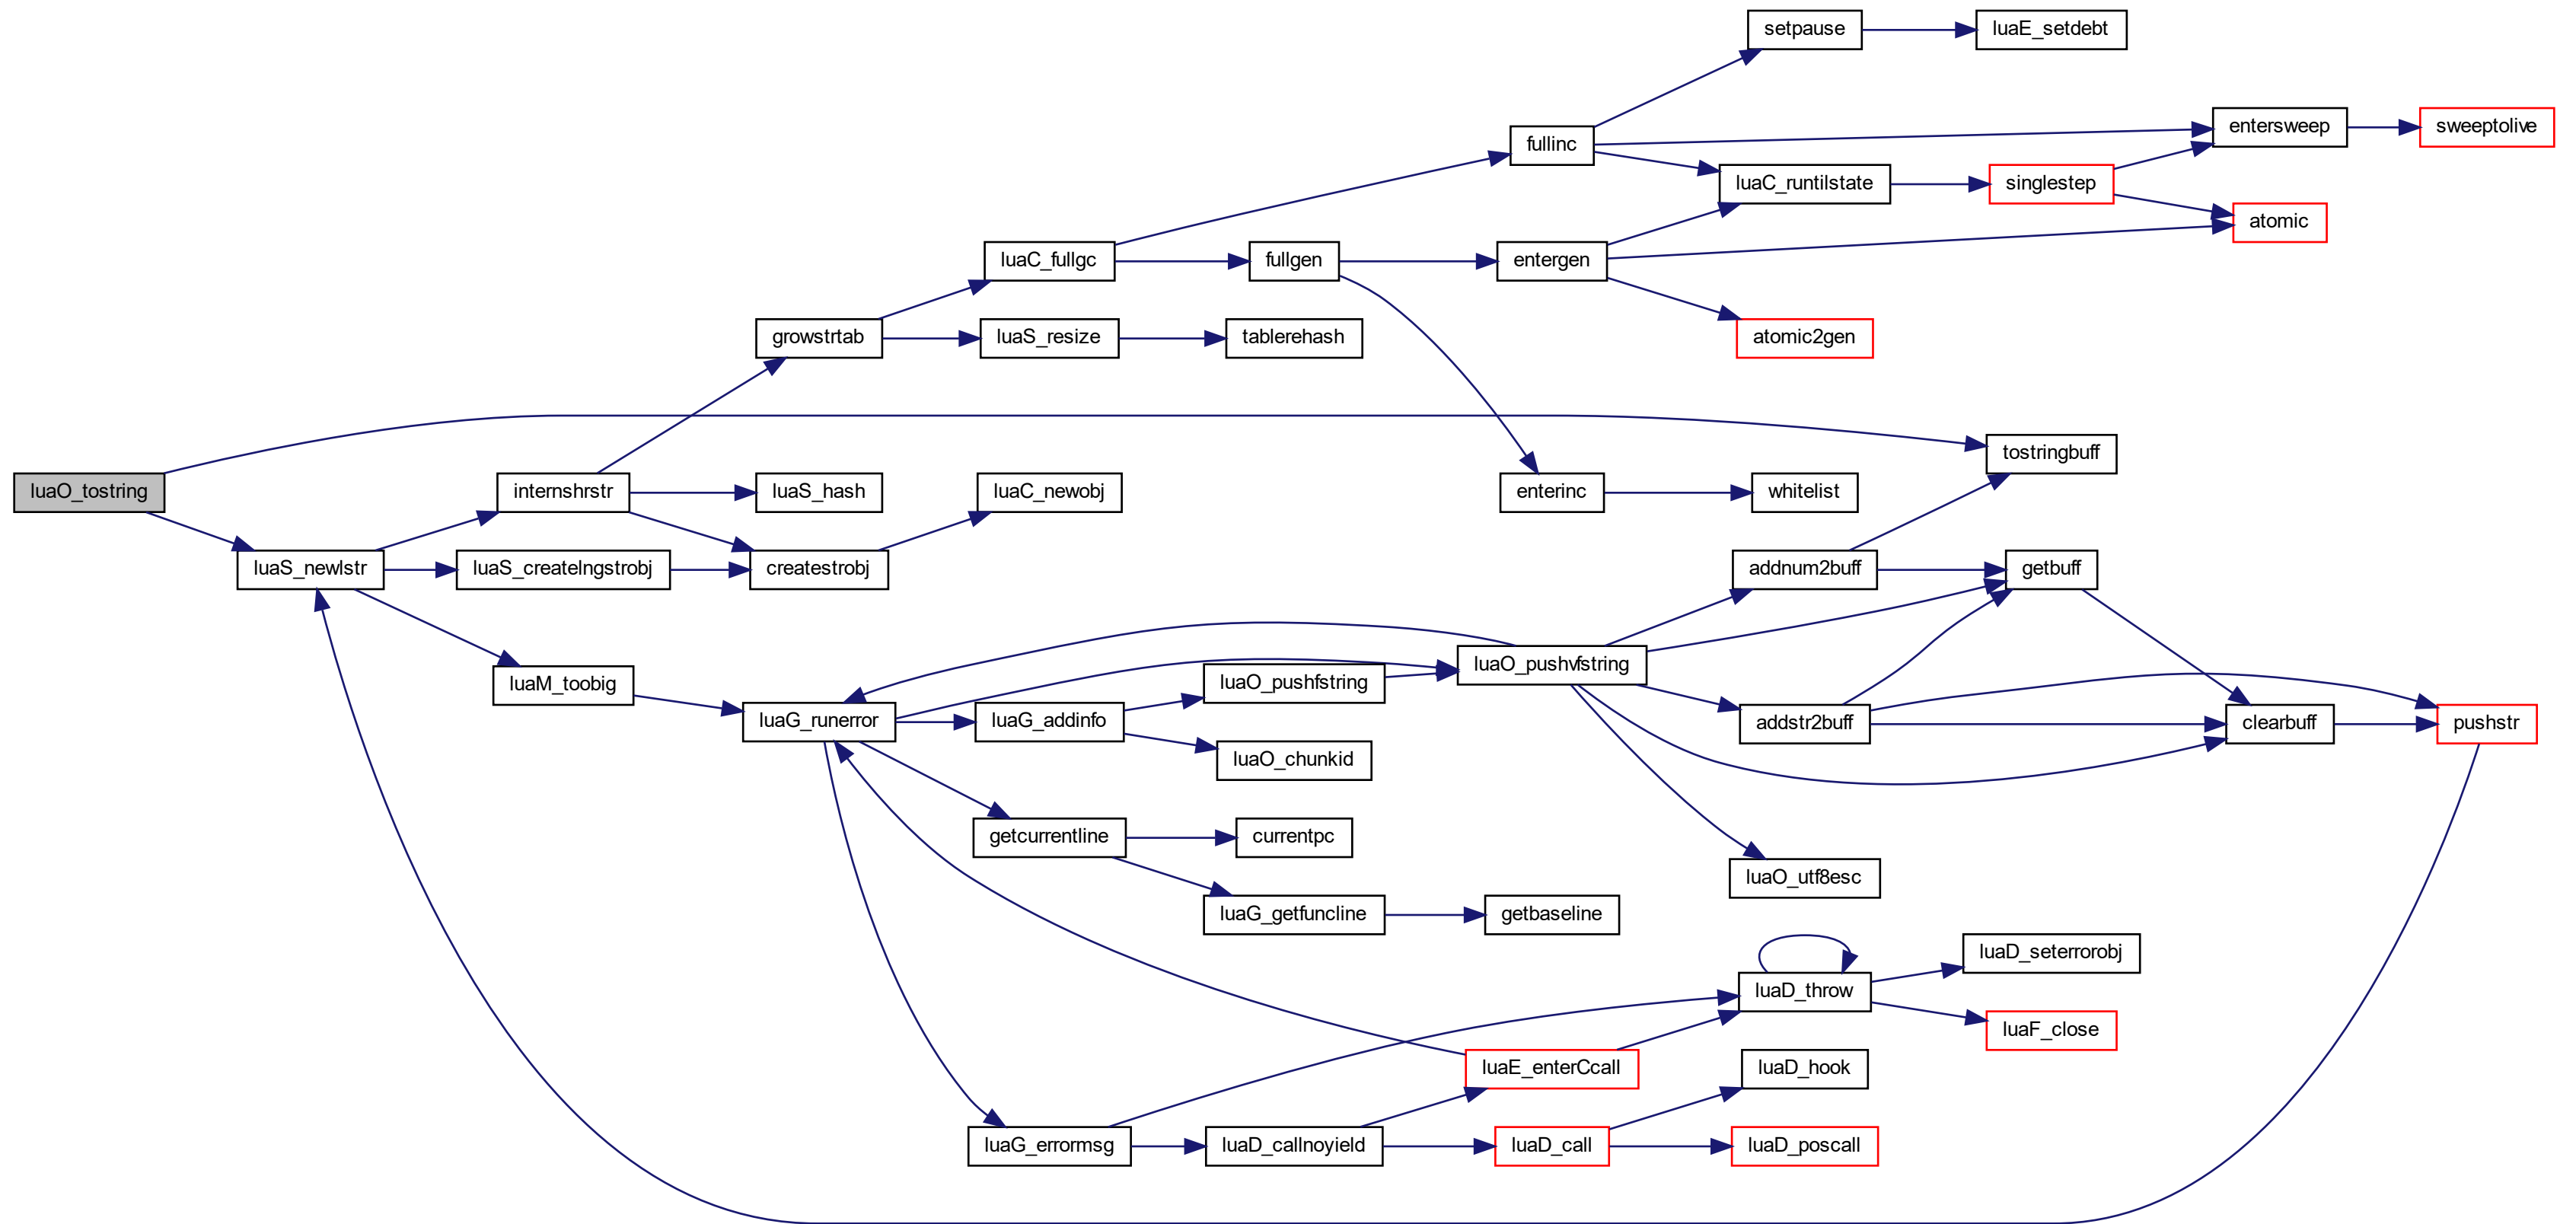 setpause
luaE_setdebt
fullinc
entersweep
sweeptolive
luaC_runtilstate
singlestep
atomic
luaC_fullgc
fullgen
entergen
growstrtab
luaS_resize
tablerehash
atomic2gen
tostringbuff
luaO_tostring
internshrstr
luaS_hash
luaC_newobj
enterinc
whitelist
luaS_newlstr
luaS_createlngstrobj
createstrobj
addnum2buff
getbuff
luaM_toobig
luaO_pushfstring
luaO_pushvfstring
luaG_runerror
luaG_addinfo
luaO_chunkid
addstr2buff
clearbuff
pushstr
getcurrentline
currentpc
luaO_utf8esc
luaG_getfuncline
getbaseline
luaD_seterrorobj
luaD_throw
luaF_close
luaE_enterCcall
luaD_hook
luaG_errormsg
luaD_callnoyield
luaD_call
luaD_poscall